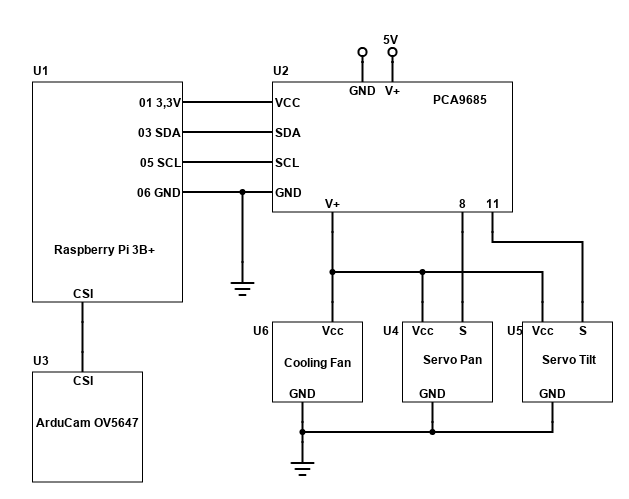 5V
U1
U2
GND V+
PCA9685
01 3,3V
VCC
03 SDA
SDA
05 SCL
SCL
06 GND
GND
V+
8
11
Raspberry Pi 3B+
CSI
U6
Vcc
U4
Vcc
S
U5
Vcc
S
Cooling Fan
Servo Pan
Servo Tilt
GND
GND
GND
U3
CSI
ArduCam OV5647